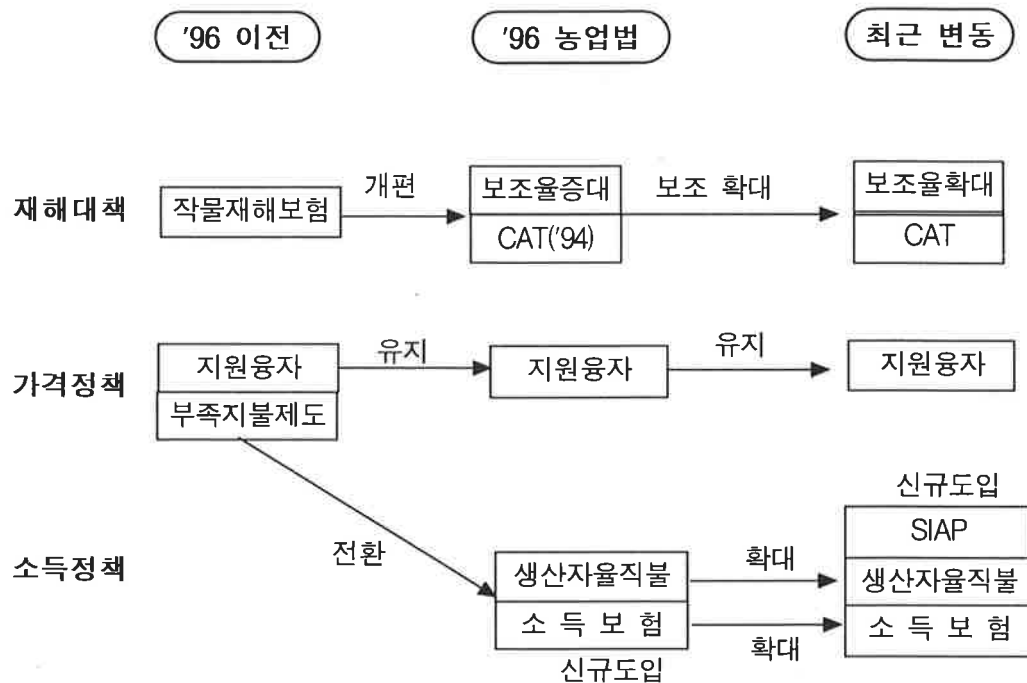 '96 이전 '96 농업법 최근 변동
개편 보조율증대 보조 확대 보조율확대
재해대책 작물재해보험
CAT('94) CAT
유지 유지
지원융자 지원융자 지원융자
가격정책
부족지불제도
신규도입
SIAP
전환 확대
소득정책 생산자율직불 생산자율직불
소 득 보 험 소 득 보 험
확대
신규도입